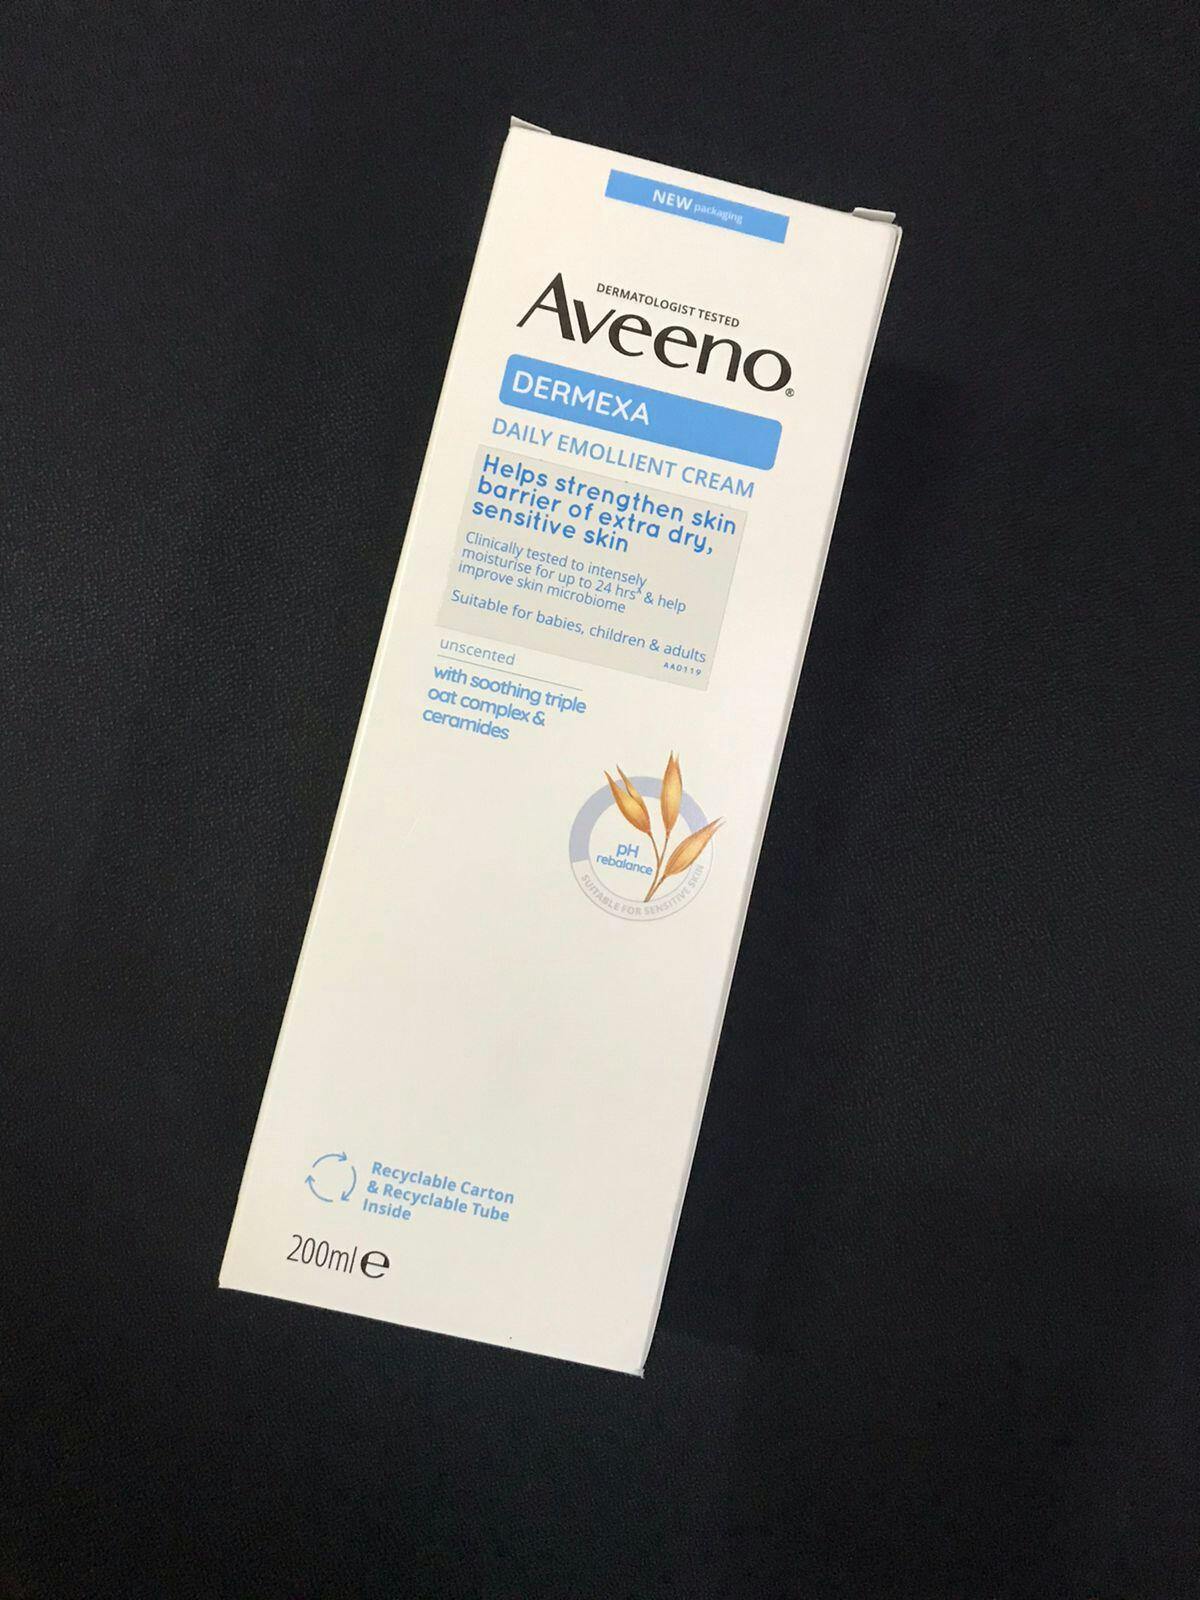 NEW packaging
DERMATOLOGIST TESTED
Aveeno®
DERMEXA
DAILY EMOLLIENT CREAM
Helps strengthen skin
barrier of extra dry,
sensitive skin
Clinically tested to intensely
moisturise for up to 24 hrs^ & help
improve skin microbiome
Suitable for babies, children & adults
AA0119
unscented
with soothing triple
oat complex &
ceramides
pH
rebalance
SUITABLE FOR SENSITIVE SKIN
Recyclable Carton
& Recyclable Tube
Inside
200ml e